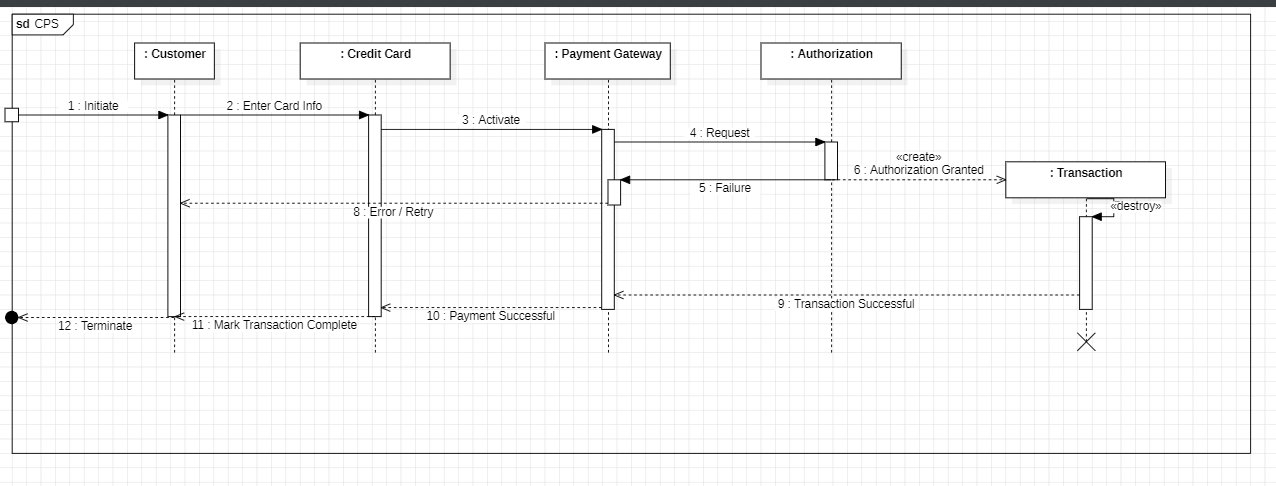 sd CPS
: Customer
: Credit Card
: Payment Gateway
: Authorization
1 : Initiate
2 : Enter Card Info
3 : Activate
4 : Request
«create»
6 : Authorization Granted
: Transaction
5 : Failure
«destroy»
8 : Error / Retry
9 : Transaction Successful
10 : Payment Successful
11 : Mark Transaction Complete
12 : Terminate